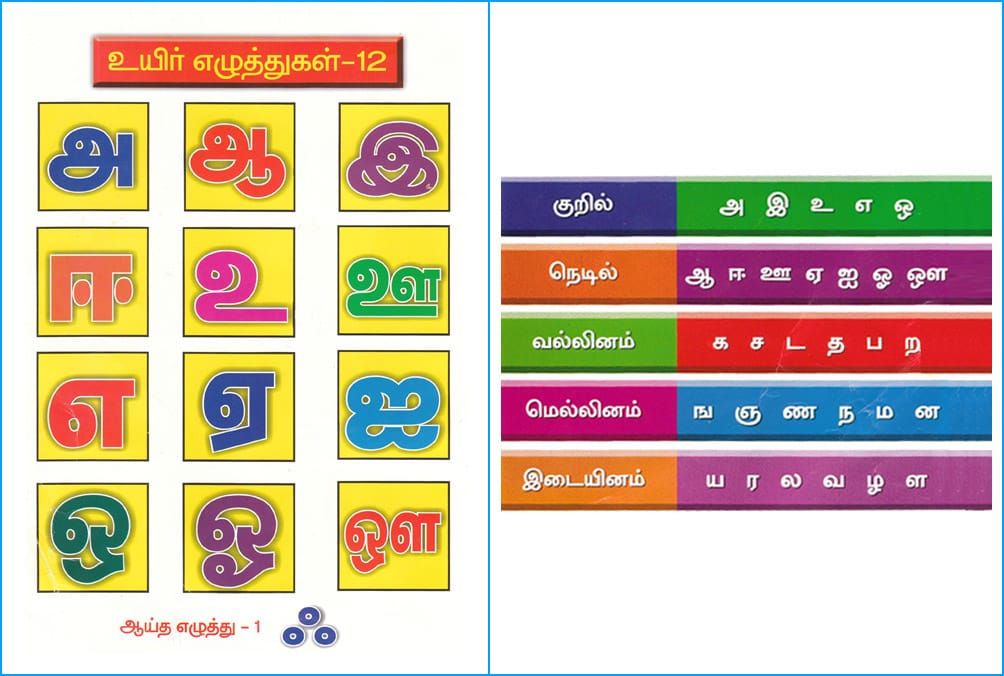 உயிர் எழுத்துகள்-12
அ ஆ இ
ஈ உ ஊ
எ ஏ ஐ
ஒ ஓ ஔ
ஆய்த எழுத்து - 1 ஃ
குறில் அ இ உ எ ஒ
நெடில் ஆ ஈ ஊ ஏ ஐ ஓ ஔ
வல்லினம் க ச ட த ப ற
மெல்லினம் ங ஞ ண ந ம ன
இடையினம் ய ர ல வ ழ ள